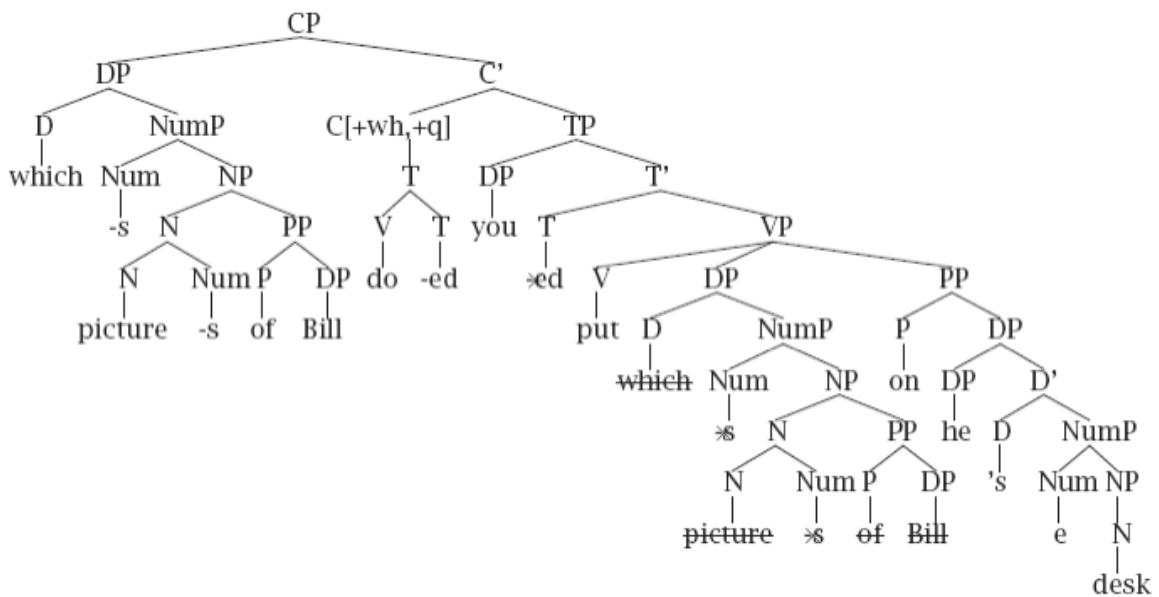 CP
DP C’
D NumP C[+wh,+q] TP
which Num NP T DP T’
-s N PP V T you T VP
N Num P DP do -ed -ed V DP PP
picture -s of Bill put D NumP P DP
which Num NP on DP D’
-s N PP he D NumP
N Num P DP ’s Num NP
picture -s of Bill e N
desk